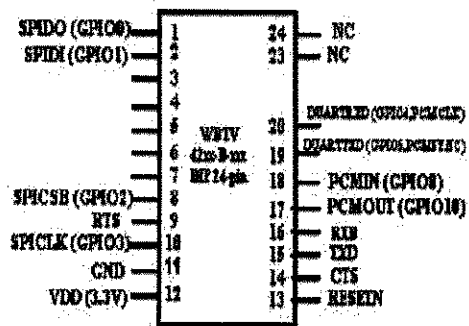 SPIDO (GPIO0) 1
SPIDI (GPIO1) 2
3
4
5
6
7
SPICSB (GPIO2) 8
RTS 9
SPICLK (GPIO3) 10
GND 11
VDD (3.3V) 12
24-pin
24 NC
23 NC
20
19
18 PCMIN (GPIO8)
17 PCMOUT (GPIO10)
16 RXD
15 TXD
14 CTS
13 RESETN